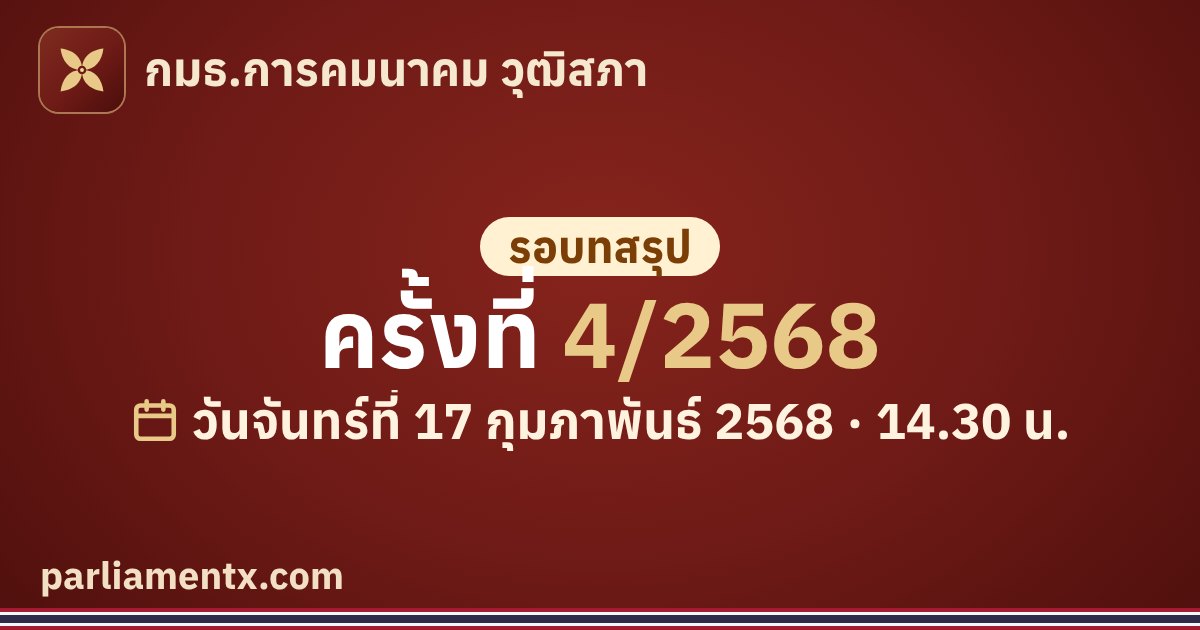 กมธ.การคมนาคม วุฒิสภา
รอบทสรุป
ครั้งที่ 4/2568
วันจันทร์ที่ 17 กุมภาพันธ์ 2568 · 14.30 น.
parliamentx.com